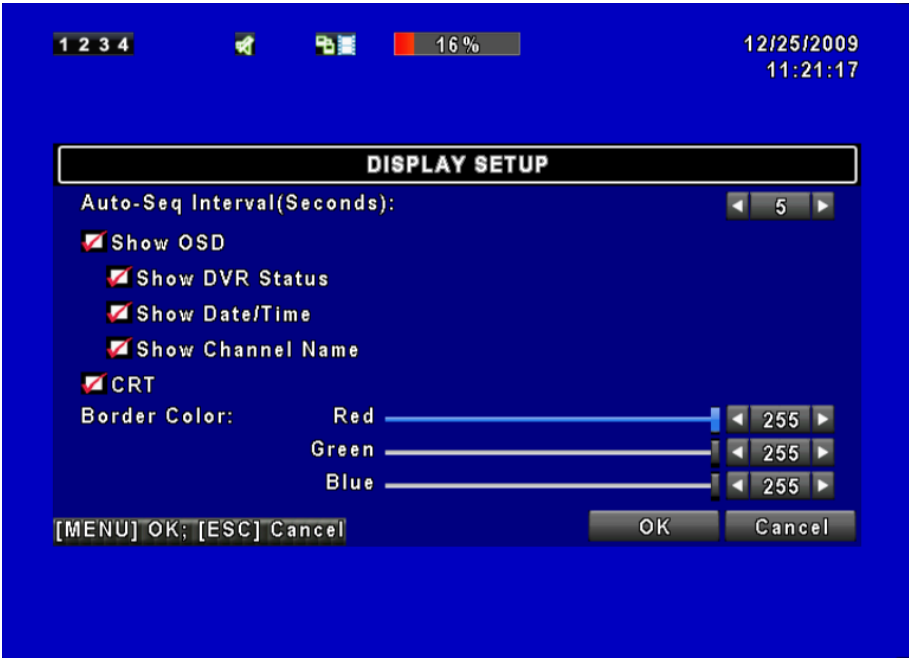 1 2 3 4 16% 12/25/2009
11:21:17
DISPLAY SETUP
Auto-Seq Interval(Seconds): 5
Show OSD
Show DVR Status
Show Date/Time
Show Channel Name
CRT
Border Color: Red 255
Green 255
Blue 255
[MENU] OK; [ESC] Cancel OK Cancel